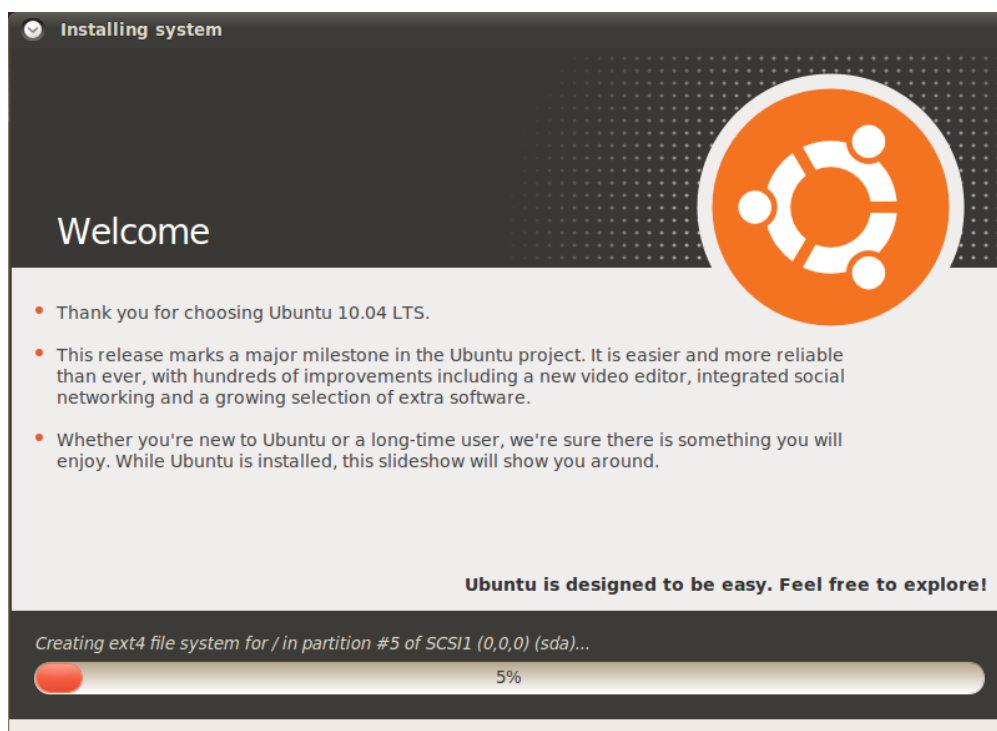 Installing system
Welcome
Thank you for choosing Ubuntu 10.04 LTS.
This release marks a major milestone in the Ubuntu project. It is easier and more reliable
than ever, with hundreds of improvements including a new video editor, integrated social
networking and a growing selection of extra software.
Whether you're new to Ubuntu or a long-time user, we're sure there is something you will
enjoy. While Ubuntu is installed, this slideshow will show you around.
Ubuntu is designed to be easy. Feel free to explore!
Creating ext4 file system for / in partition #5 of SCSI1 (0,0,0) (sda)...
5%